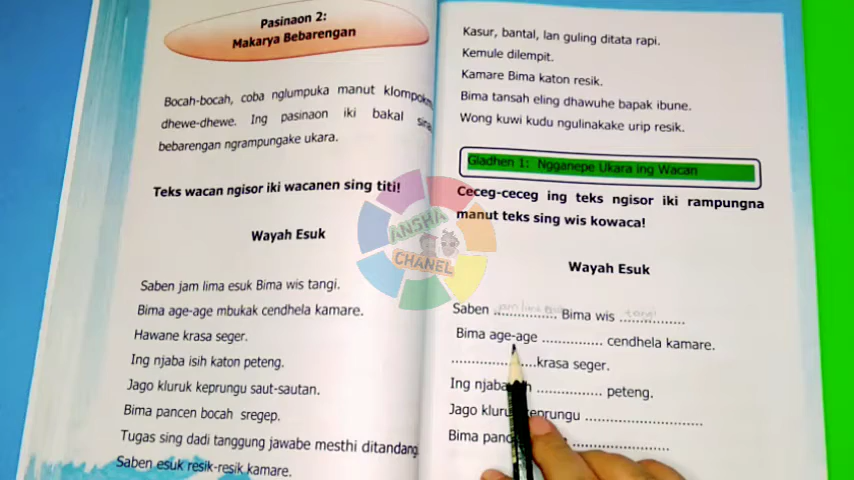 Pasinaon 2:
Makarya Bebarengan
Bocah-bocah, coba nglumpuka manut
dhewe-dhewe. Ing pasinaon iki bakal
bebarengan ngrampungake ukara.
Teks wacan ngisor iki wacanen sing titi!
Wayah Esuk
Saben jam lima esuk Bima wis tangi.
Bima age-age mbukak cendhela kamare.
Hawane krasa seger.
Ing njaba isih katon peteng.
Jago kluruk keprungu saut-sautan.
Bima pancen bocah sregep.
Tugas sing dadi tanggung jawabe mesthi ditandang
Saben esuk resik-resik kamare.
Kasur, bantal, lan guling ditata rapi.
Kemule dilempit.
Kamare Bima katon resik.
Bima tansah eling dhawuhe bapak ibune.
Wong kuwi kudu ngulinakake urip resik.
Gladhen 1: Ngganepe Ukara ing Wacan
Ceceg-ceceg ing teks ngisor iki rampungna
manut teks sing wis kowaca!
Wayah Esuk
Saben jam lima ................ Bima wis tangi ................
Bima age-age ............... cendhela kamare.
.....................krasa seger.
Ing njaba ............... peteng.
Jago kluruk keprungu ............................
Bima ........................
ANSHA
CHANEL